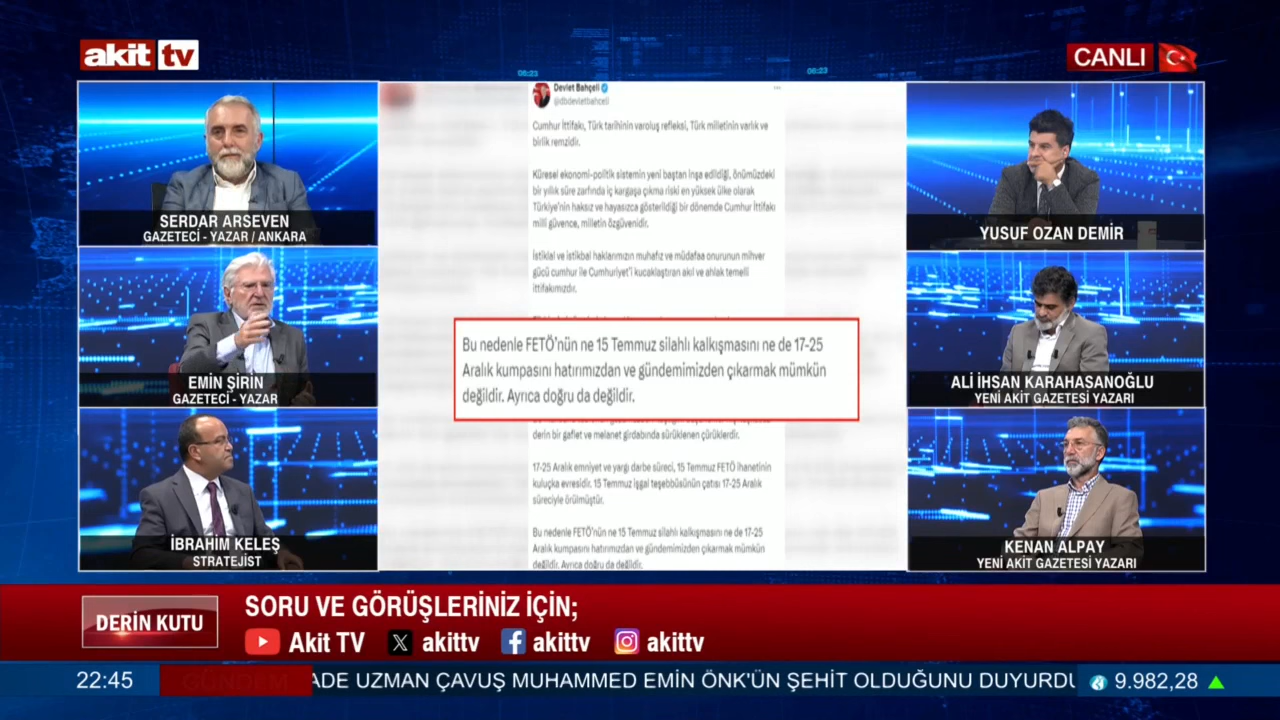 akit tv
CANLI
06:23
06:23
SERDAR ARSEVEN
GAZETECİ - YAZAR / ANKARA
EMİN ŞİRİN
GAZETECİ - YAZAR
İBRAHİM KELEŞ
STRATEJİST
Devlet Bahçeli
@dbdevletbahceli
Cumhur İttifakı, Türk tarihinin varoluş refleksi, Türk milletinin varlık ve
birlik remzidir.
Küresel ekonomi-politik sistemin yeni baştan inşa edildiği, önümüzdeki
bir yıllık süre zarfında iç kargaşa çıkma riski en yüksek ülke olarak
Türkiye'nin haksız ve hayasızca gösterildiği bir dönemde Cumhur İttifakı
milli güvence, milletin özgüvenidir.
İstiklal ve istikbal haklarımızın muhafız ve müdafaa onurunun mihver
gücü cumhur ile Cumhuriyet'i kucaklaştıran akıl ve ahlak temelli
ittifakımızdır.
Bu nedenle FETÖ'nün ne 15 Temmuz silahlı kalkışmasını ne de 17-25
Aralık kumpasını hatırımızdan ve gündemimizden çıkarmak mümkün
değildir. Ayrıca doğru da değildir.
derin bir gaflet ve melanet girdabında sürüklenen çürüklerdir.
17-25 Aralık emniyet ve yargı darbe süreci, 15 Temmuz FETÖ ihanetinin
kuluçka evresidir. 15 Temmuz işgal teşebbüsünün çatısı 17-25 Aralık
süreciyle örülmüştür.
Bu nedenle FETÖ'nün ne 15 Temmuz silahlı kalkışmasını ne de 17-25
Aralık kumpasını hatırımızdan ve gündemimizden çıkarmak mümkün
değildir. Ayrıca doğru da değildir.
YUSUF OZAN DEMİR
ALİ İHSAN KARAHASANOĞLU
YENİ AKİT GAZETESİ YAZARI
KENAN ALPAY
YENİ AKİT GAZETESİ YAZARI
DERİN KUTU
SORU VE GÖRÜŞLERİNİZ İÇİN;
Akit TV akittv akittv akittv
22:45 GÜNDEM ADE UZMAN ÇAVUŞ MUHAMMED EMİN ÖNK'ÜN ŞEHİT OLDUĞUNU DUYURDU 9.982,28